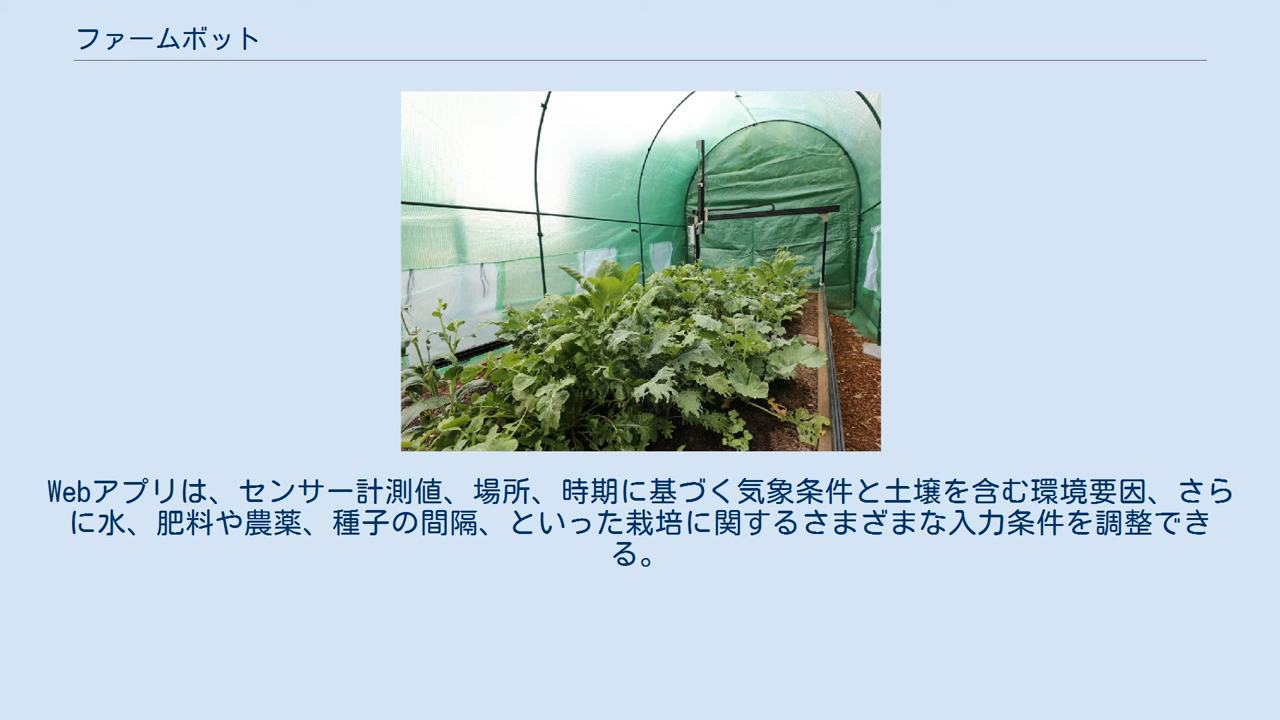 ファームボット
Webアプリは、センサー計測値、場所、時期に基づく気象条件と土壌を含む環境要因、さら
に水、肥料や農薬、種子の間隔、といった栽培に関するさまざまな入力条件を調整でき
る。